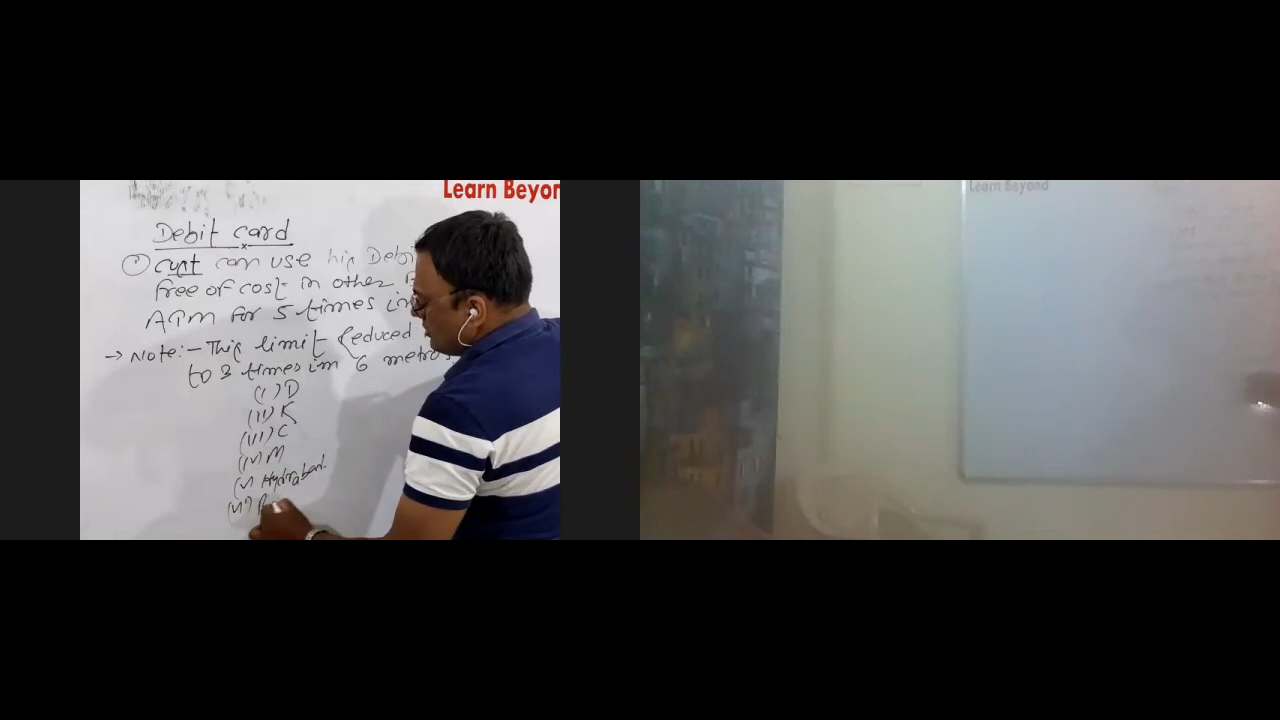 Learn Beyon
Debit card
① cust can use his Debi
free of cost in other
ATM for 5 times in
→ Note:- This limit reduced
to 3 times in 6 metro
(i) D
(ii) K
(iii) C
(iv) M
(v) Hydrabad.
(vi) B
Learn Beyond